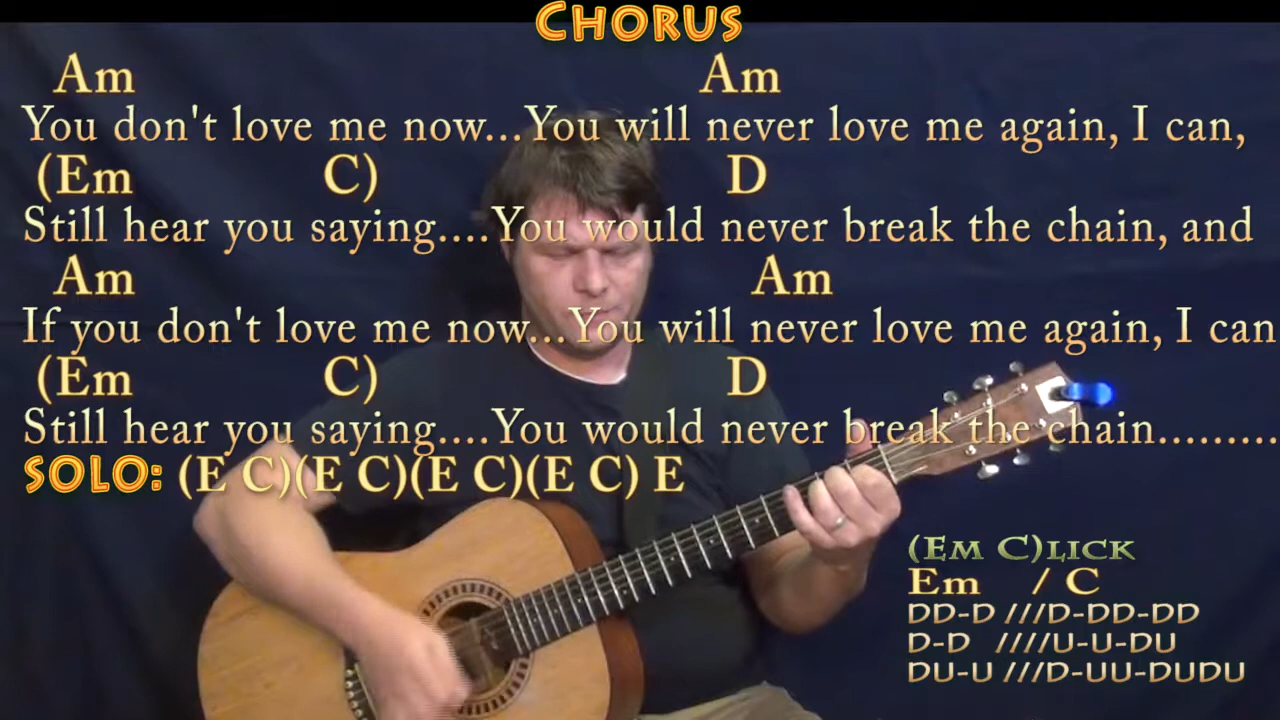 CHORUS
Am Am
You don't love me now...You will never love me again, I can,
(Em C) D
Still hear you saying....You would never break the chain, and
Am Am
If you don't love me now...You will never love me again, I can
(Em C) D
Still hear you saying....You would never break the chain.........
SOLO: (E C)(E C)(E C)(E C) E
(EM C)LICK
Em / C
DD-D ///D-DD-DD
D-D ////U-U-DU
DU-U ///D-UU-DUDU